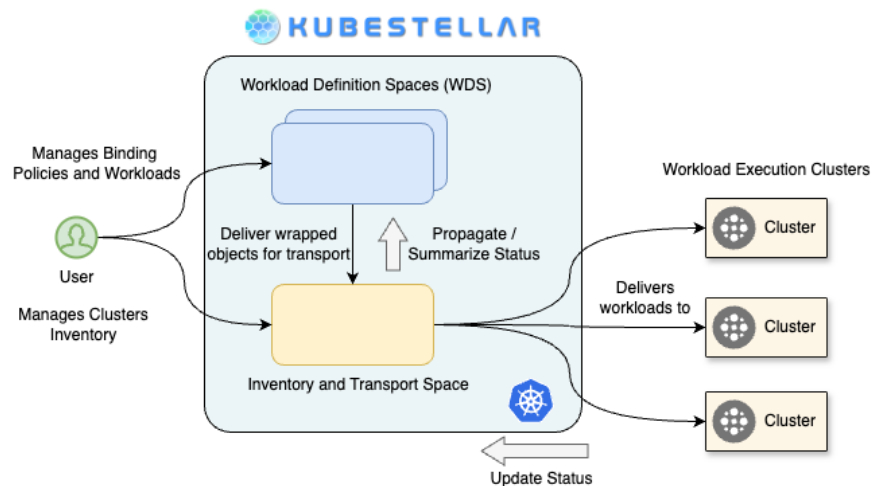 KUBESTELLAR
Workload Definition Spaces (WDS)
Manages Binding
Policies and Workloads
User
Manages Clusters
Inventory
Deliver wrapped
objects for transport
Propagate /
Summarize Status
Inventory and Transport Space
Workload Execution Clusters
Cluster
Delivers
workloads to
Cluster
Cluster
Update Status